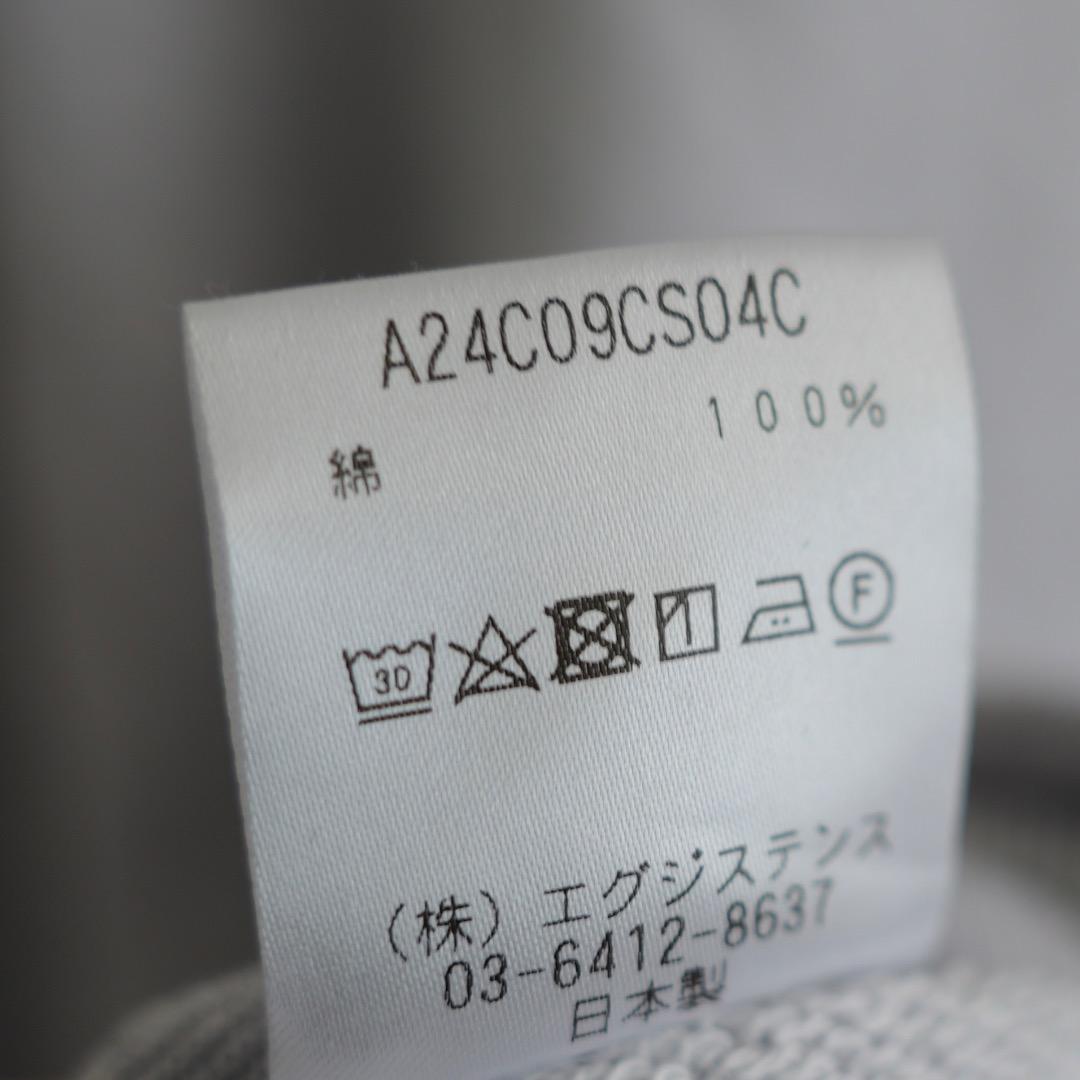 A24C09CS04C
綿 100%
30 F
(株)エグジステンス
03-6412-8637
日本製